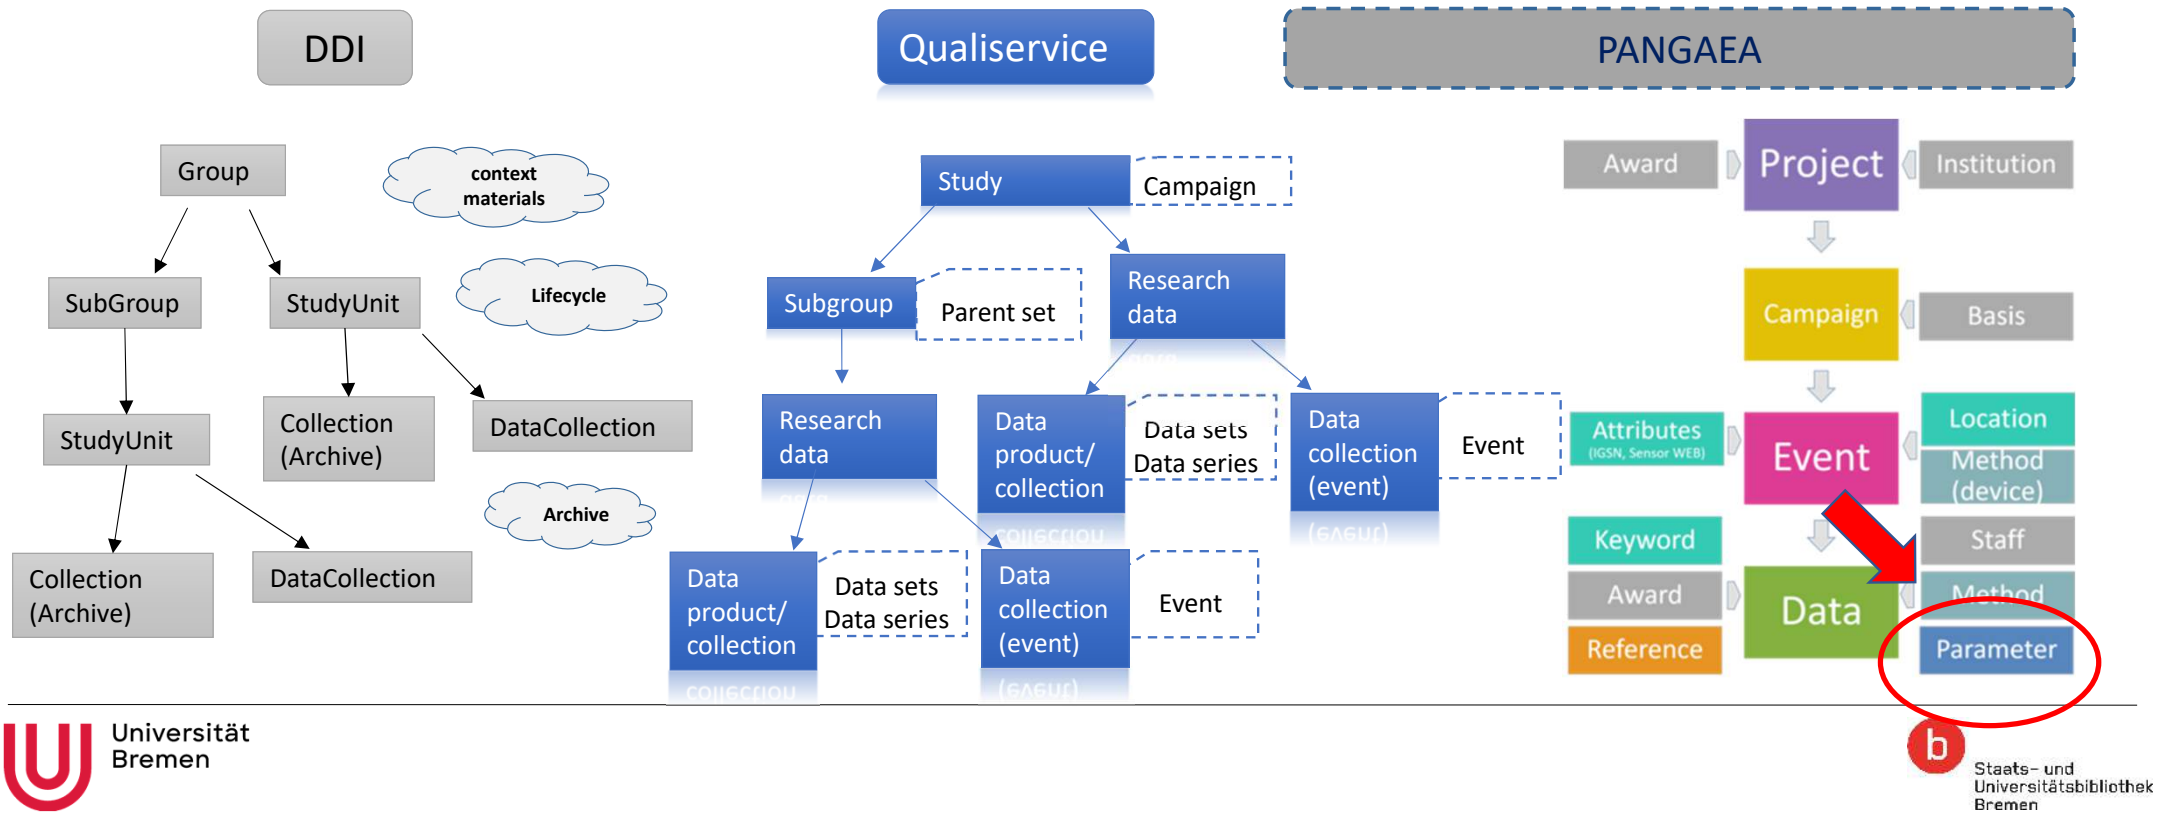 DDI
Qualiservice
PANGAEA
Group
context
materials
SubGroup
StudyUnit
Lifecycle
StudyUnit
Collection
(Archive)
DataCollection
Archive
Collection
(Archive)
DataCollection
Study
Campaign
Subgroup
Parent set
Research
data
Research
data
Data
product/
collection
Data sets
Data series
Data
collection
(event)
Event
Data
product/
collection
Data sets
Data series
Data
collection
(event)
Event
Award
Project
Institution
Campaign
Basis
Attributes
(IGSN, Sensor WEB)
Event
Location
Method
(device)
Keyword
Staff
Award
Data
Method
Reference
Parameter
Universität
Bremen
b
Staats- und
Universitätsbibliothek
Bremen